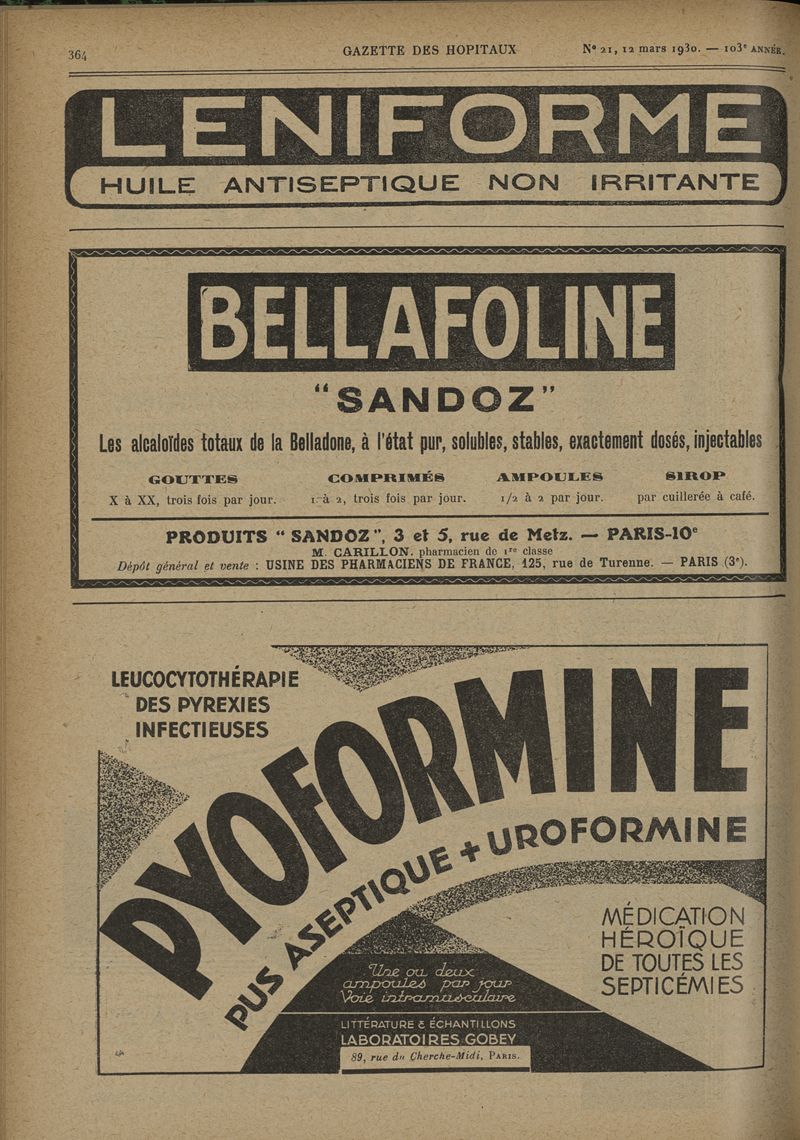 364
GAZETTE DES HOPITAUX
N° 21, 12 mars 1930. — 103e ANNÉE.
LENIFORME
HUILE ANTISEPTIQUE NON IRRITANTE
BELLAFOLINE
"SANDOZ"
Les alcaloïdes totaux de la Belladone, à l'état pur, solubles, stables, exactement dosés, injectables
GOUTTES COMPRIMÉS AMPOULES SIROP
X à XX, trois fois par jour. 1 à 2, trois fois par jour. 1/2 à 2 par jour. par cuillerée à café.
PRODUITS "SANDOZ", 3 et 5, rue de Metz. — PARIS-10e
M. CARILLON, pharmacien de 1re classe
Dépôt général et vente : USINE DES PHARMACIENS DE FRANCE, 125, rue de Turenne. — PARIS (3e).
LEUCOCYTOTHÉRAPIE
DES PYREXIES
INFECTIEUSES
PYOFORMINE
PUS ASEPTIQUE + UROFORMINE
MÉDICATION
HÉROÏQUE
DE TOUTES LES
SEPTICÉMIES
Une ou deux
ampoules par jour
Voie intramusculaire
LITTÉRATURE & ÉCHANTILLONS
LABORATOIRES GOBEY
89, rue du Cherche-Midi, PARIS.